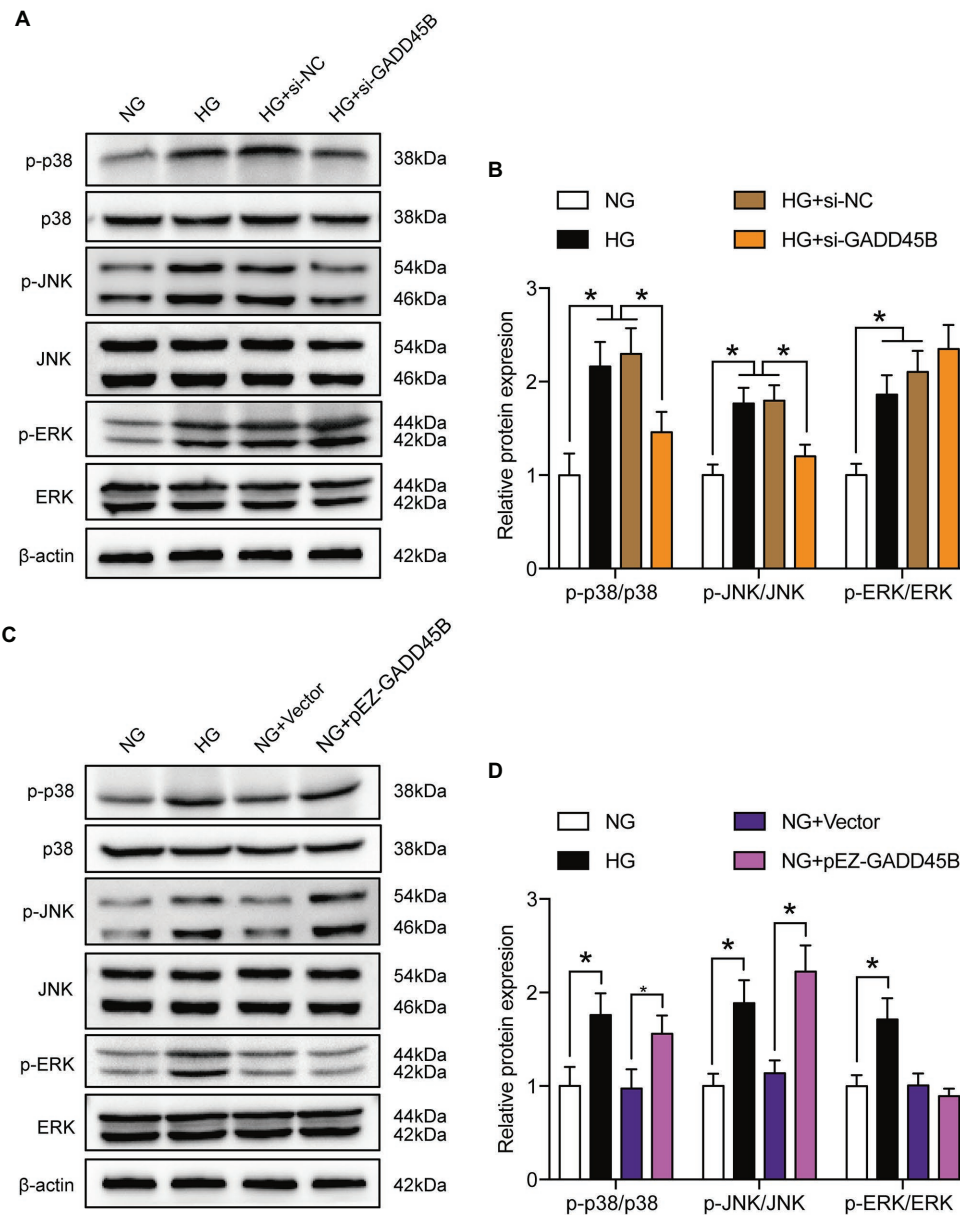 A
NG HG HG+si-NC HG+si-GADD45B
p-p38 38kDa
p38 38kDa
p-JNK 54kDa
46kDa
JNK 54kDa
46kDa
p-ERK 44kDa
42kDa
ERK 44kDa
42kDa
β-actin 42kDa
B
NG HG+si-NC
HG HG+si-GADD45B
Relative protein expresion
3
2
1
0
* * * * *
p-p38/p38 p-JNK/JNK p-ERK/ERK
C
NG HG NG+Vector NG+pEZ-GADD45B
p-p38 38kDa
p38 38kDa
p-JNK 54kDa
46kDa
JNK 54kDa
46kDa
p-ERK 44kDa
42kDa
ERK 44kDa
42kDa
β-actin 42kDa
D
NG NG+Vector
HG NG+pEZ-GADD45B
Relative protein expresion
3
2
1
0
* * * * *
p-p38/p38 p-JNK/JNK p-ERK/ERK